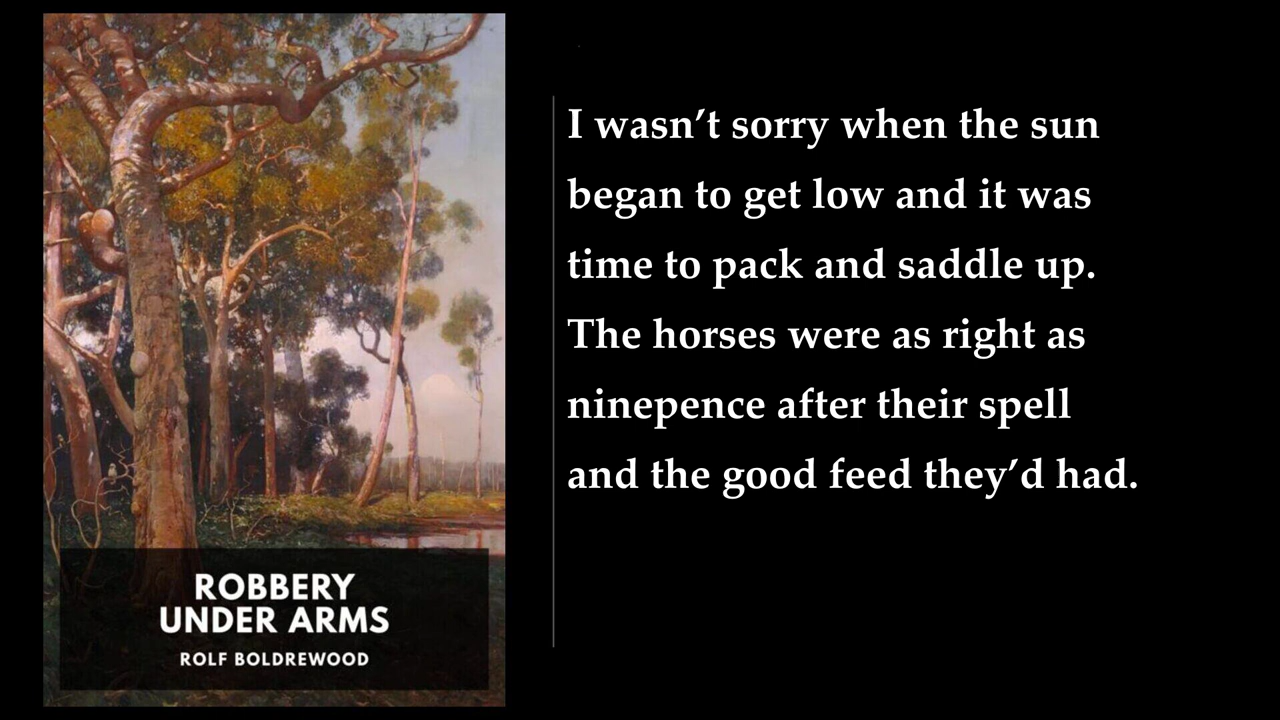 I wasn’t sorry when the sun
began to get low and it was
time to pack and saddle up.
The horses were as right as
ninepence after their spell
and the good feed they’d had.
ROBBERY
UNDER ARMS
ROLF BOLDREWOOD